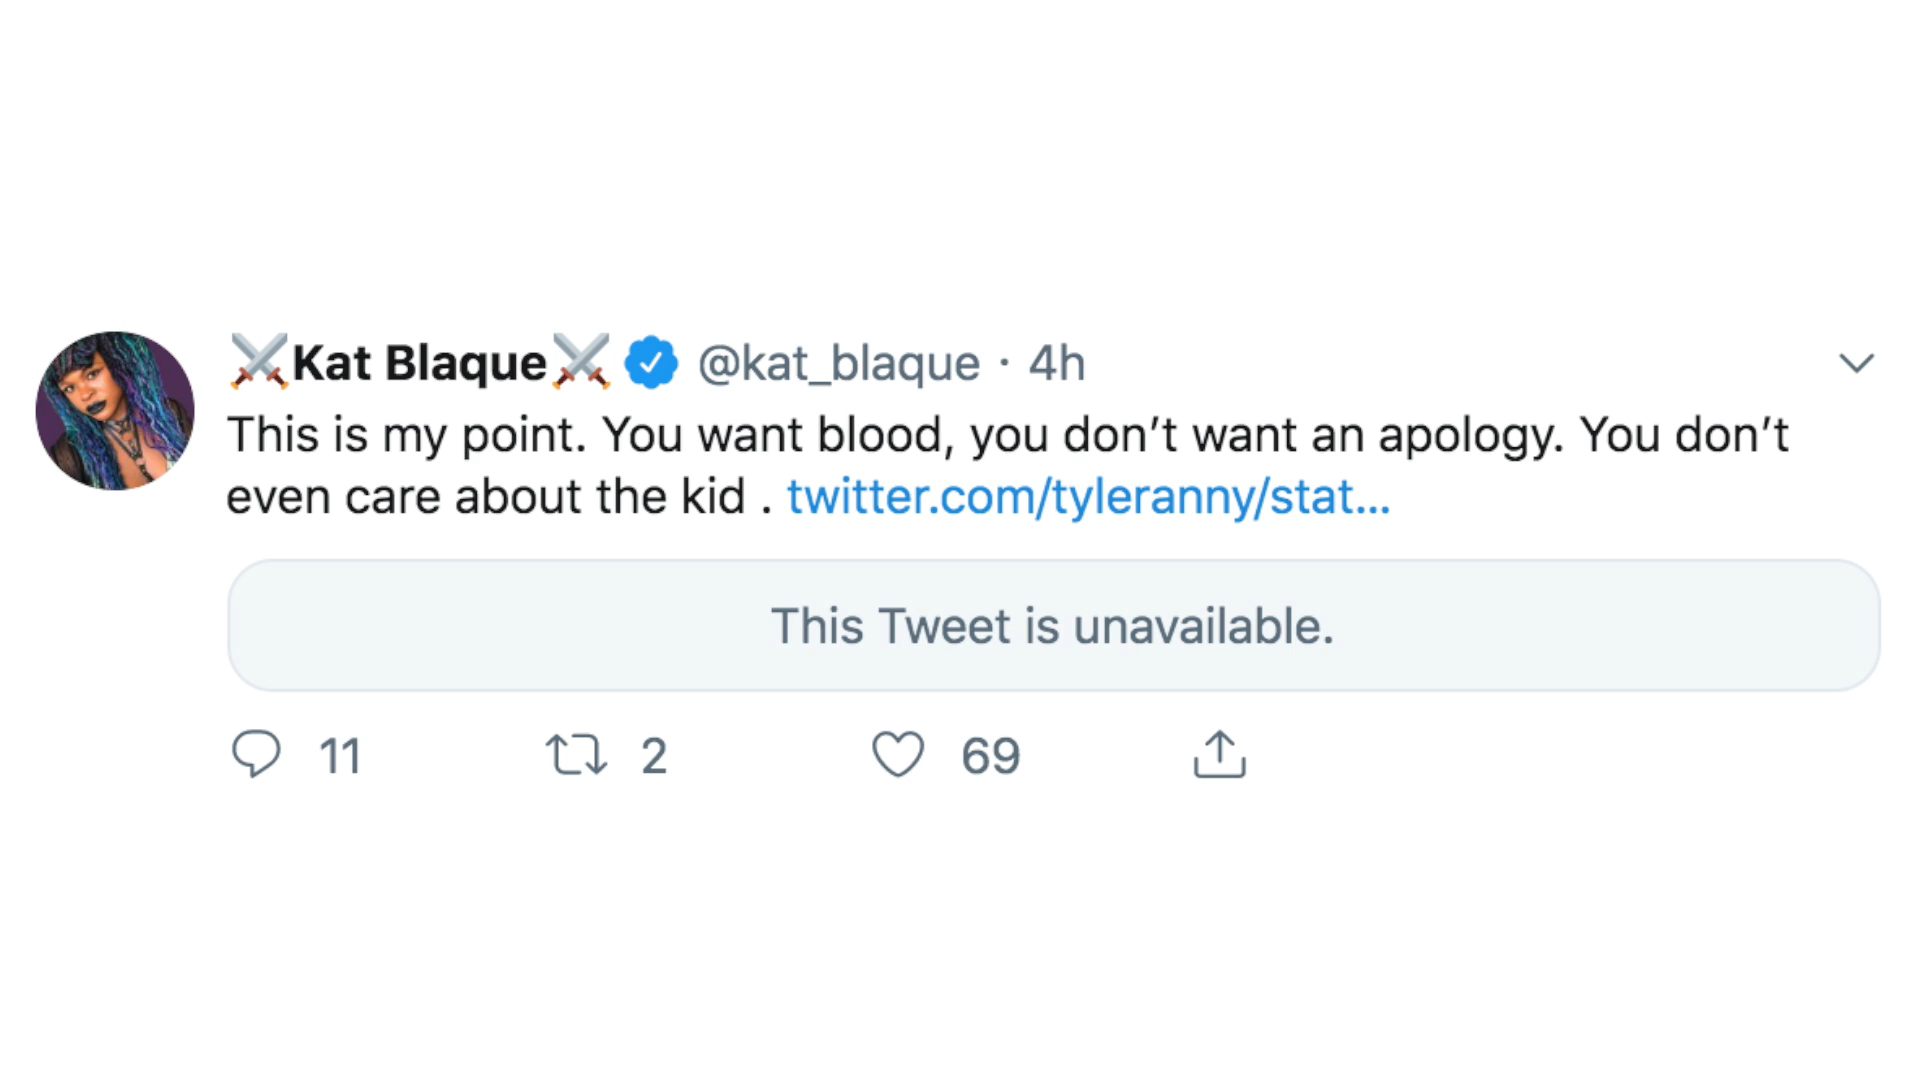 ⚔️Kat Blaque⚔️ @kat_blaque · 4h
This is my point. You want blood, you don’t want an apology. You don’t
even care about the kid . twitter.com/tyleranny/stat...
This Tweet is unavailable.
11 2 69